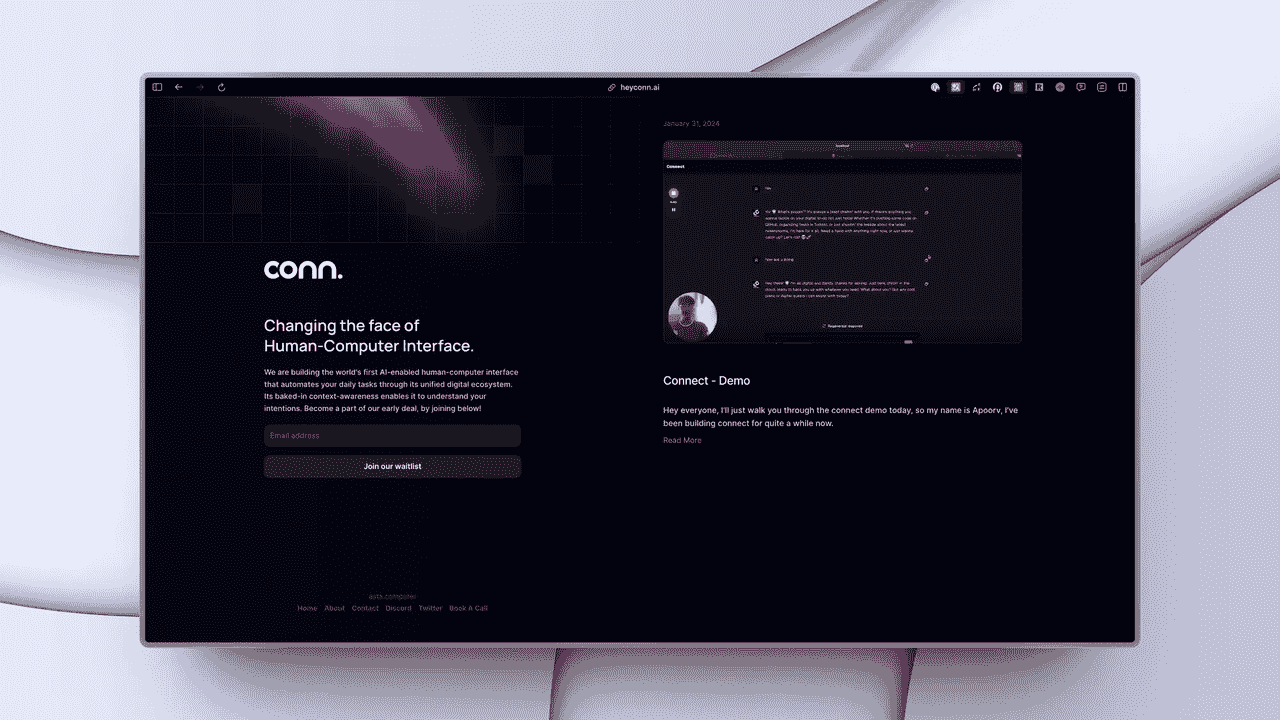 heyconn.ai
conn.
Changing the face of
Human-Computer Interface.
We are building the world's first AI-enabled human-computer interface
that automates your daily tasks through its unified digital ecosystem.
Its baked-in context-awareness enables it to understand your
intentions. Become a part of our early deal, by joining below!
Email address
Join our waitlist
Home About Contact Discord Twitter Book A Call
January 31, 2024
Connect
Regenerate response
Connect - Demo
Hey everyone, I'll just walk you through the connect demo today, so my name is Apoorv, I've
been building connect for quite a while now.
Read More